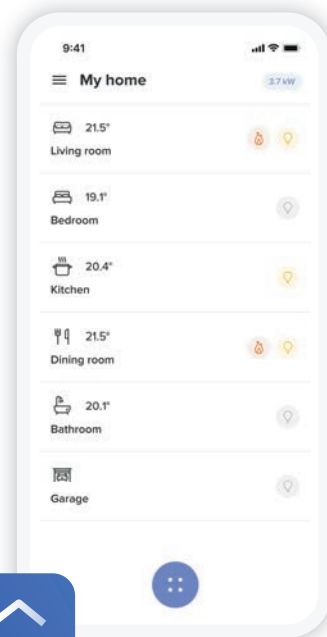 9:41
My home
3.7 kW
21.5°
Living room
19.1°
Bedroom
20.4°
Kitchen
21.5°
Dining room
20.1°
Bathroom
Garage